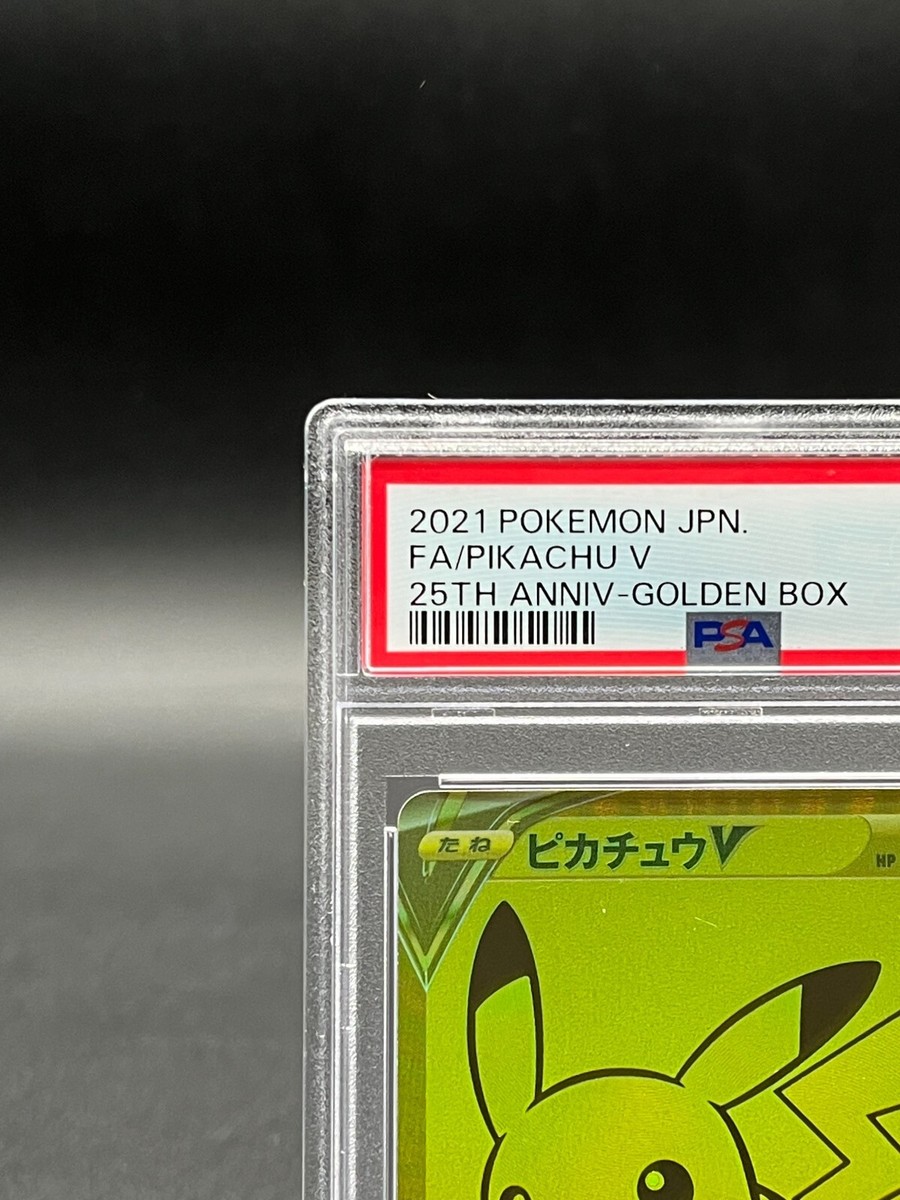 2021 POKEMON JPN.
FA/PIKACHU V
25TH ANNIV-GOLDEN BOX
PSA
たね ピカチュウV HP